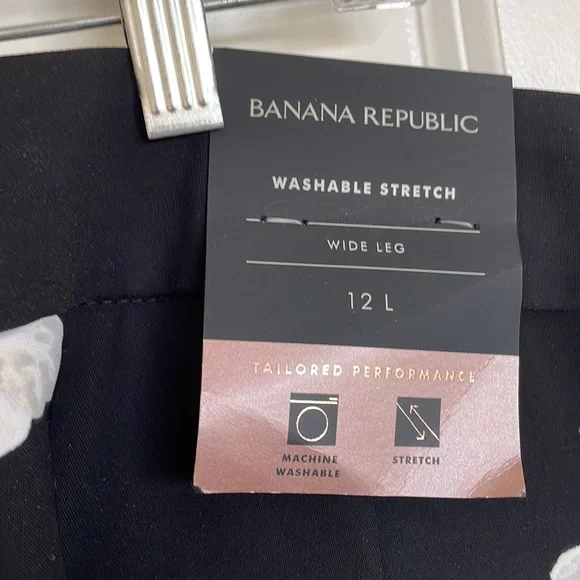 BANANA REPUBLIC
WASHABLE STRETCH
WIDE LEG
12 L
TAILORED PERFORMANCE
MACHINE WASHABLE
STRETCH